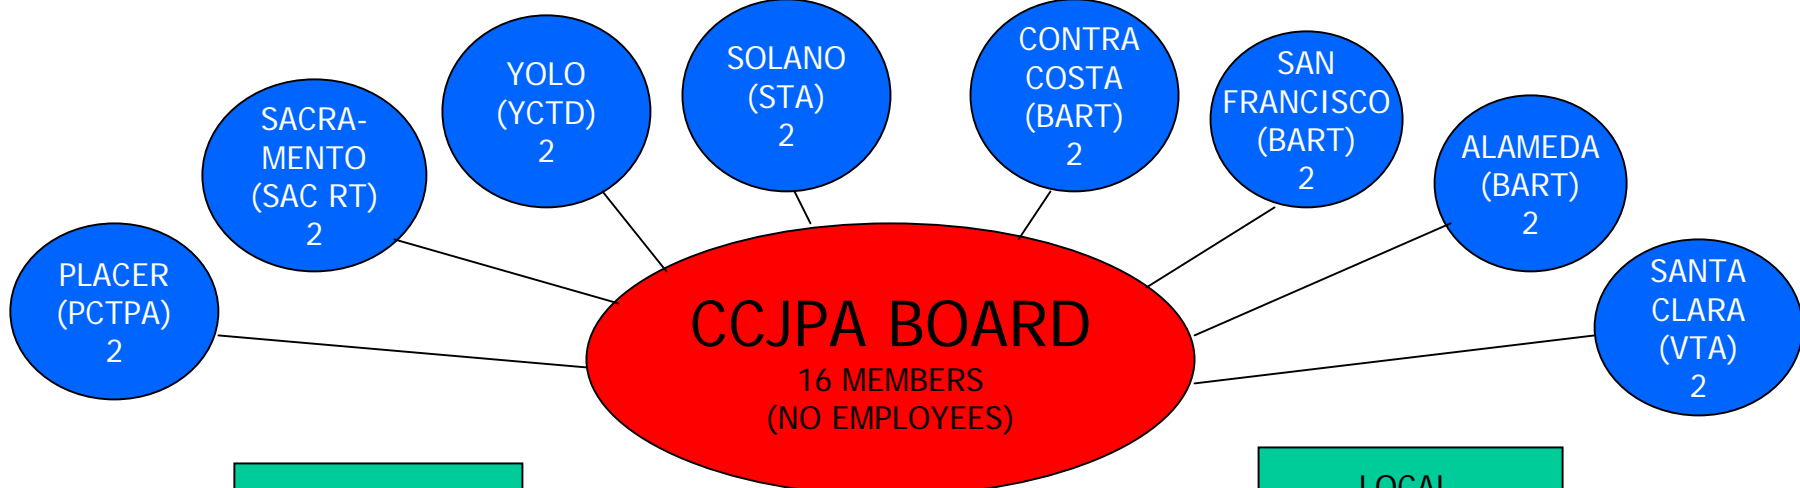 PLACER
(PCTPA)
2
SACRA-
MENTO
(SAC RT)
2
YOLO
(YCTD)
2
SOLANO
(STA)
2
CONTRA
COSTA
(BART)
2
SAN
FRANCISCO
(BART)
2
ALAMEDA
(BART)
2
SANTA
CLARA
(VTA)
2
CCJPA BOARD
16 MEMBERS
(NO EMPLOYEES)
LOCAL